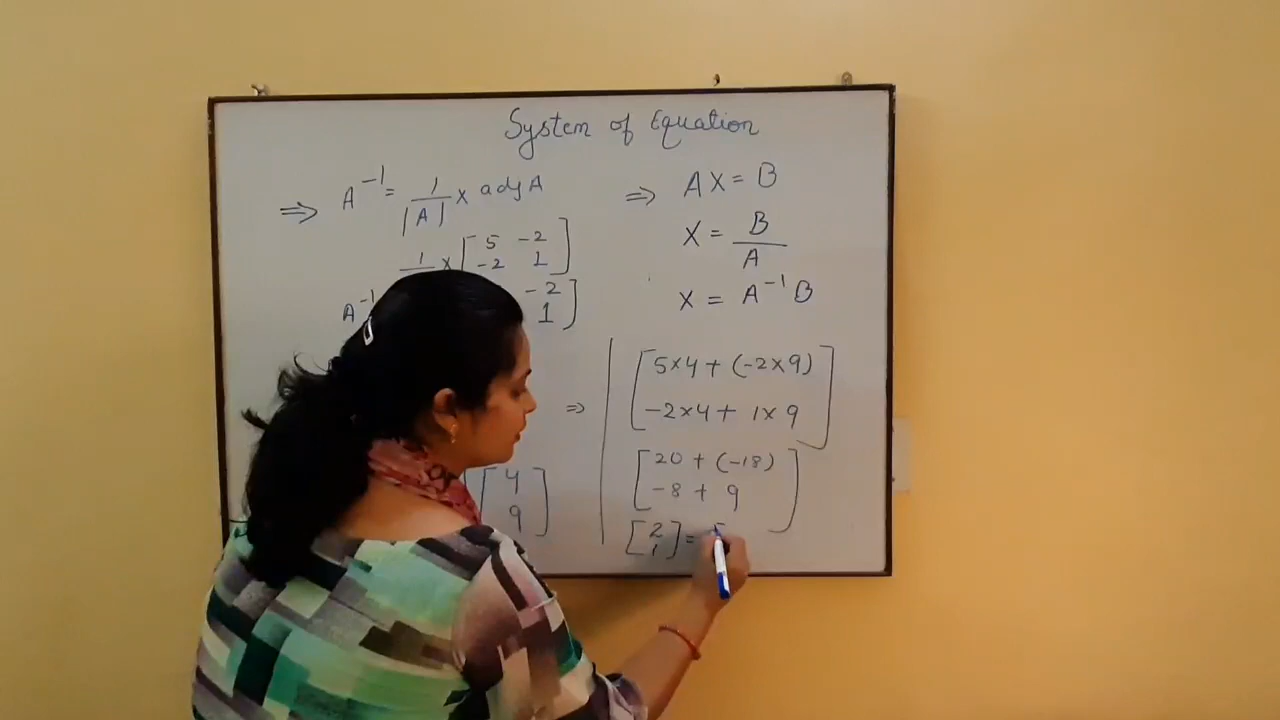 System of Equation
⇒ A⁻¹ = 1/|A| × adj A
1 × [5 -2
-2 1]
A⁻¹ -2
1]
[4
9]
⇒ AX = B
X = B/A
X = A⁻¹ B
⇒ [5×4 + (-2×9)
-2×4 + 1×9]
[20 + (-18)
-8 + 9]
[2
1] =